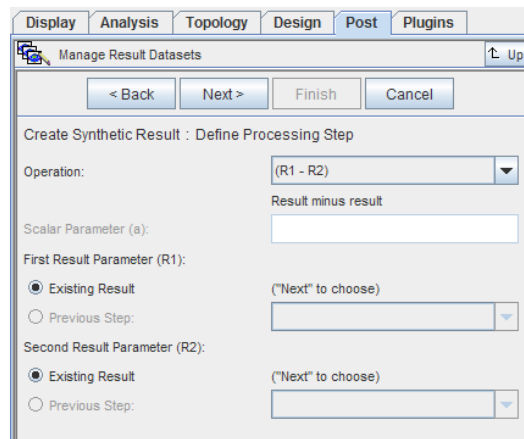 Display Analysis Topology Design Post Plugins
Manage Result Datasets Up
< Back Next > Finish Cancel
Create Synthetic Result : Define Processing Step
Operation: (R1 - R2)
Result minus result
Scalar Parameter (a):
First Result Parameter (R1):
Existing Result ("Next" to choose)
Previous Step:
Second Result Parameter (R2):
Existing Result ("Next" to choose)
Previous Step: